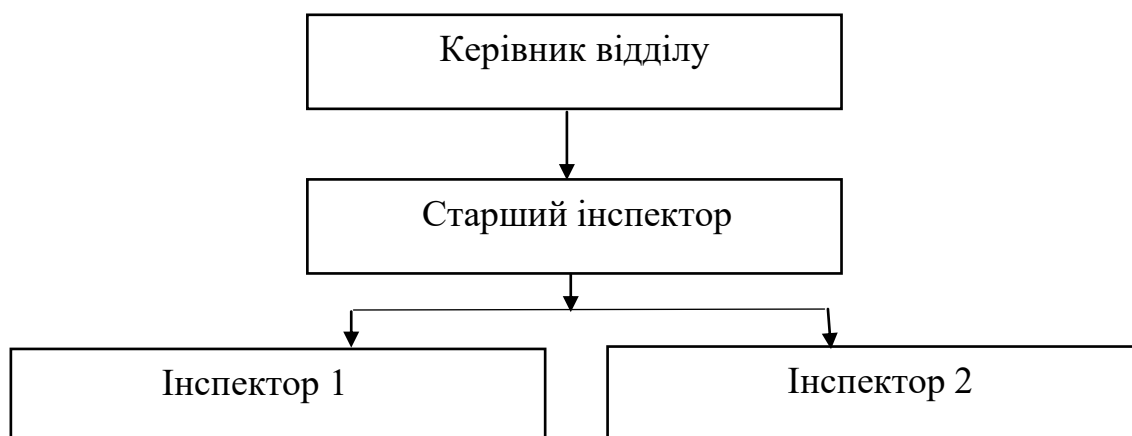 Керівник відділу
Старший інспектор
Інспектор 1
Інспектор 2